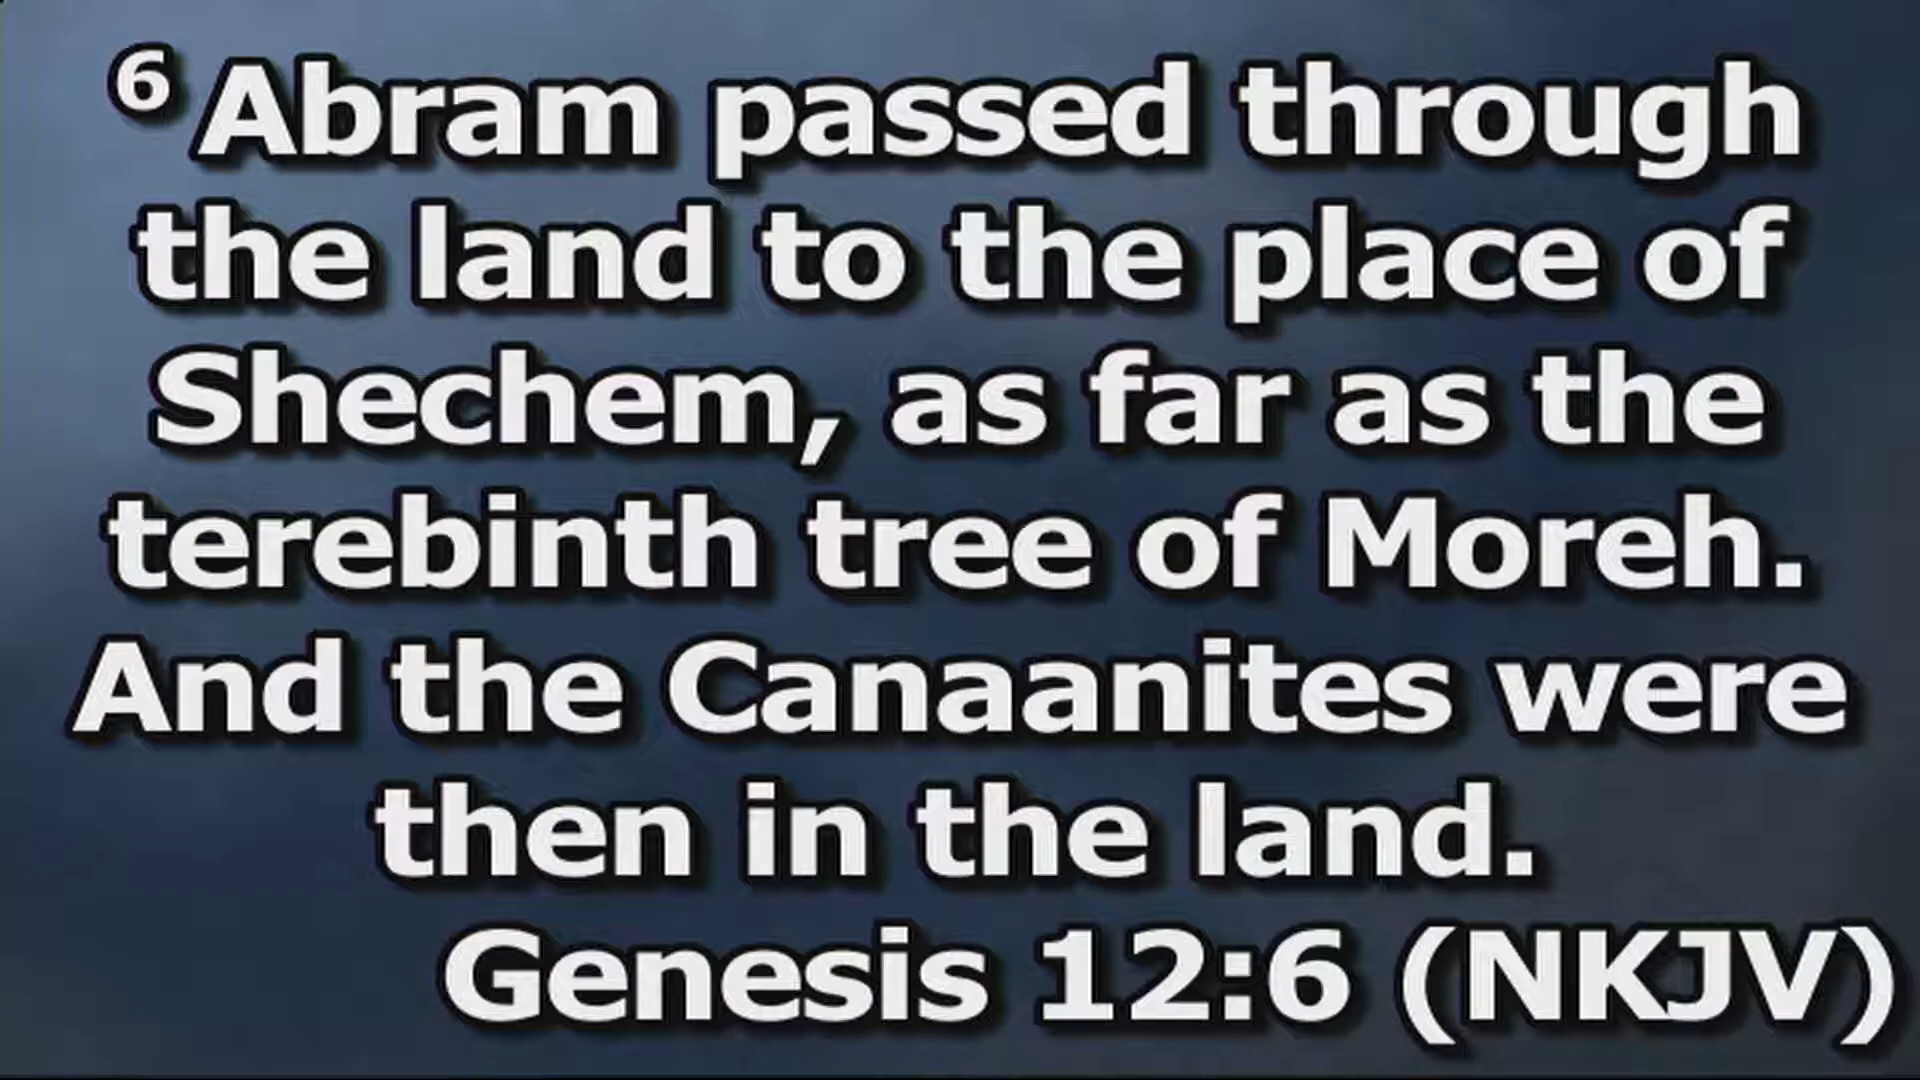 ⁶ Abram passed through
the land to the place of
Shechem, as far as the
terebinth tree of Moreh.
And the Canaanites were
then in the land.
Genesis 12:6 (NKJV)